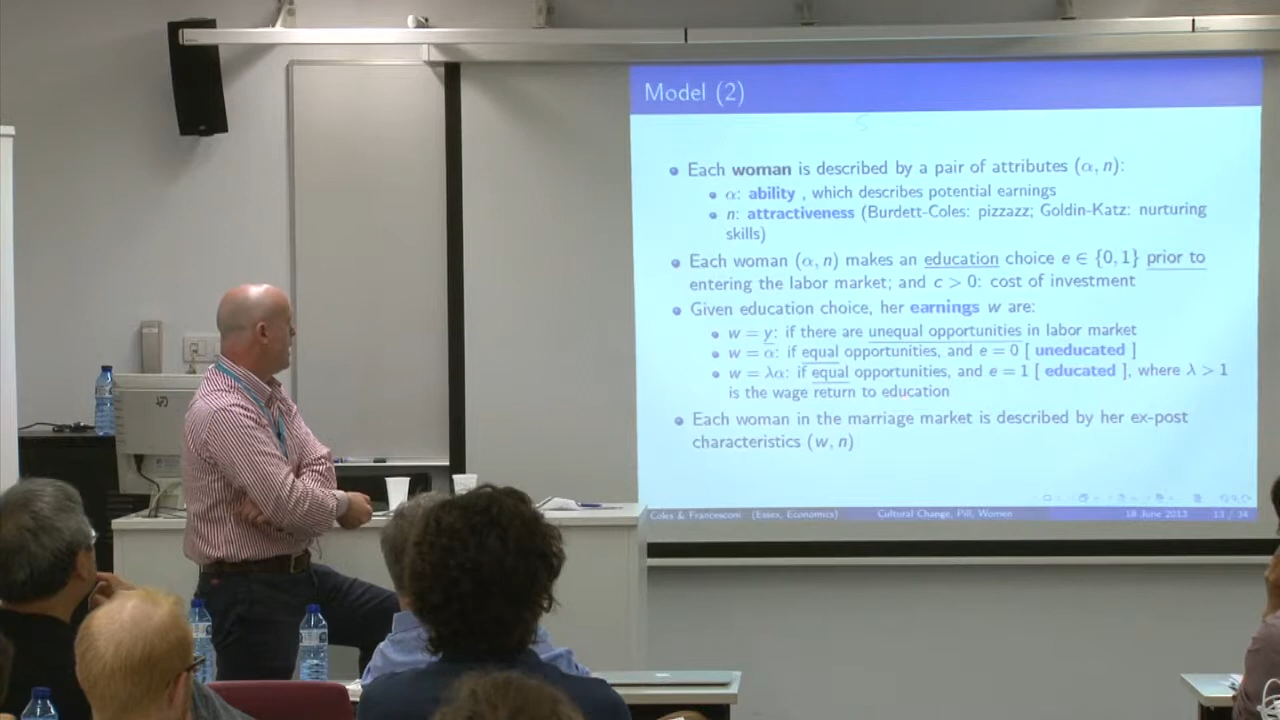 Model (2)
• Each woman is described by a pair of attributes (α, n):
• α: ability , which describes potential earnings
• n: attractiveness (Burdett-Coles: pizzazz; Goldin-Katz: nurturing
skills)
• Each woman (α, n) makes an education choice e ∈ {0, 1} prior to
entering the labor market; and c > 0: cost of investment
• Given education choice, her earnings w are:
• w = y: if there are unequal opportunities in labor market
• w = α: if equal opportunities, and e = 0 [ uneducated ]
• w = λα: if equal opportunities, and e = 1 [ educated ], where λ > 1
is the wage return to education
• Each woman in the marriage market is described by her ex-post
characteristics (w, n)
Coles & Francesconi (Essex, Economics) Cultural Change, Pill, Women 18 June 2013 13 / 34